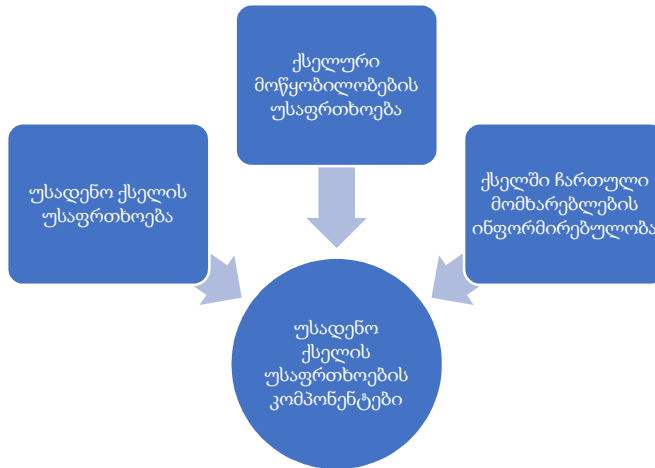 ქსელური
მოწყობილობების
უსაფრთხოება
უსადენო ქსელის
უსაფრთხოება
ქსელში ჩართული
მომხარებლების
ინფორმირებულობა
უსადენო
ქსელის
უსაფრთხოების
კომპონენტები